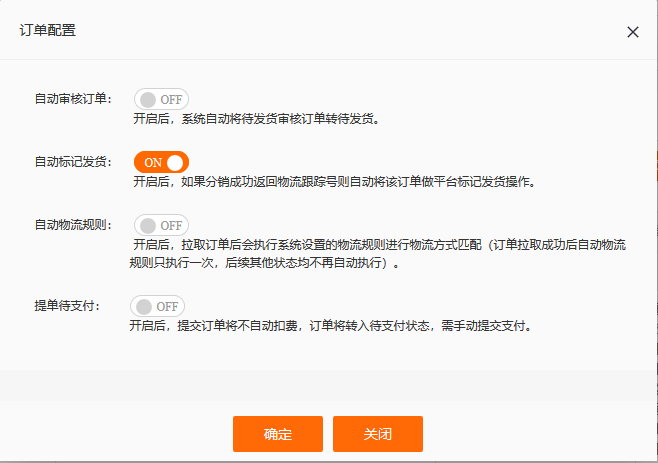 订单配置
自动审核订单： OFF
开启后，系统自动将待发货审核订单转待发货。
自动标记发货： ON
开启后，如果分销成功返回物流跟踪号则自动将该订单做平台标记发货操作。
自动物流规则： OFF
开启后，拉取订单后会执行系统设置的物流规则进行物流方式匹配（订单拉取成功后自动物流
规则只执行一次，后续其他状态均不再自动执行）。
提单待支付： OFF
开启后，提交订单将不自动扣费，订单将转入待支付状态，需手动提交支付。
确定 关闭